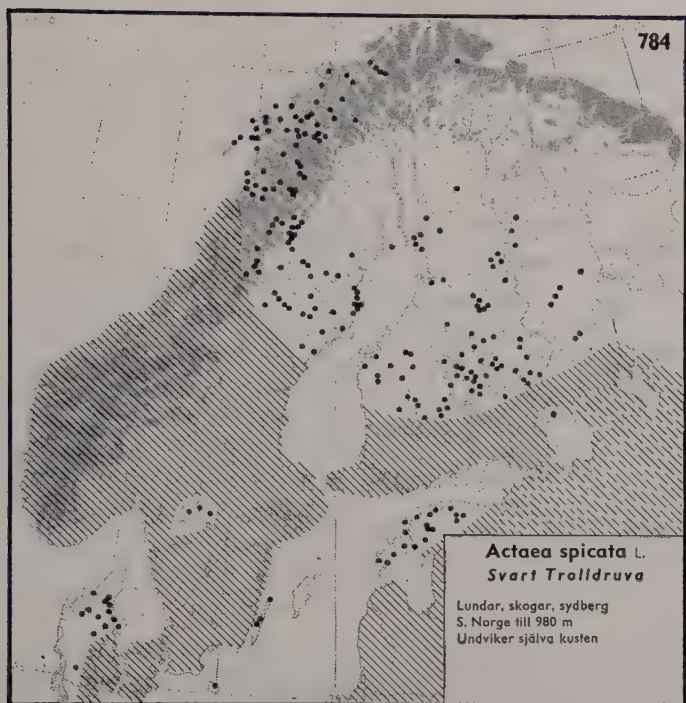 784
Actaea spicata L.
Svart Trolldruva
Lundar, skogar, sydberg
S. Norge till 980 m
Undviker själva kusten